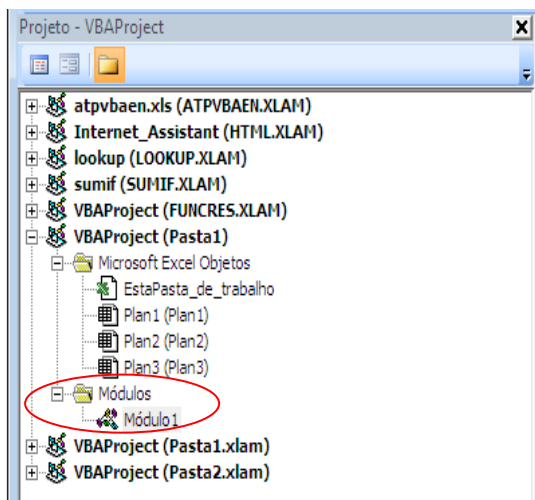 Projeto - VBAProject
atpvbaen.xls (ATPVBAEN.XLAM)
Internet_Assistant (HTML.XLAM)
lookup (LOOKUP.XLAM)
sumif (SUMIF.XLAM)
VBAProject (FUNCRES.XLAM)
VBAProject (Pasta1)
Microsoft Excel Objetos
EstaPasta_de_trabalho
Plan1 (Plan1)
Plan2 (Plan2)
Plan3 (Plan3)
Módulos
Módulo1
VBAProject (Pasta1.xlam)
VBAProject (Pasta2.xlam)